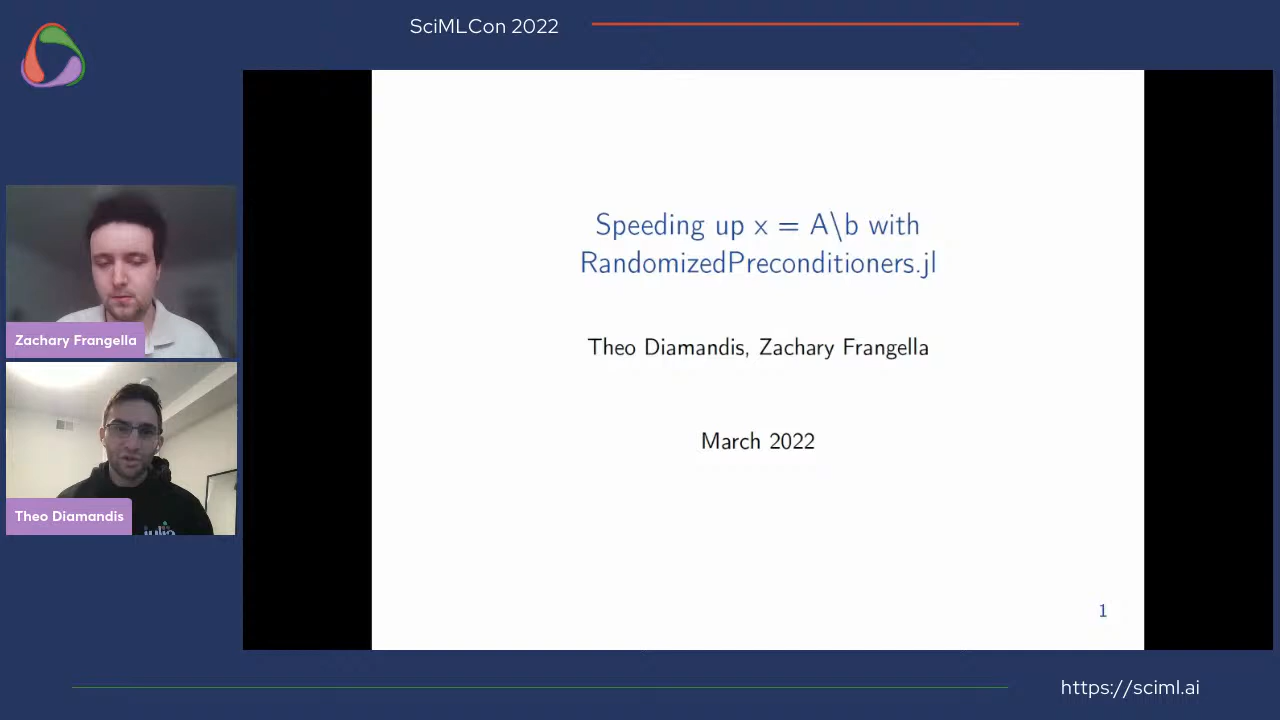 SciMLCon 2022
Speeding up x = A\b with
RandomizedPreconditioners.jl
Theo Diamandis, Zachary Frangella
March 2022
1
Zachary Frangella
Theo Diamandis
julia
https://sciml.ai